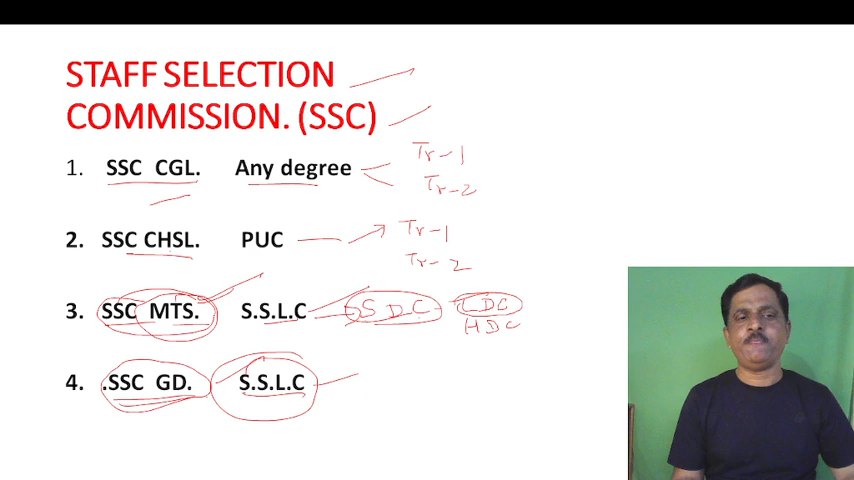 STAFF SELECTION
COMMISSION. (SSC)
1. SSC CGL. Any degree Tr-1
Tr-2
2. SSC CHSL. PUC Tr-1
Tr-2
3. SSC MTS. S.S.L.C SDC FDC
HDC
4. .SSC GD. S.S.L.C